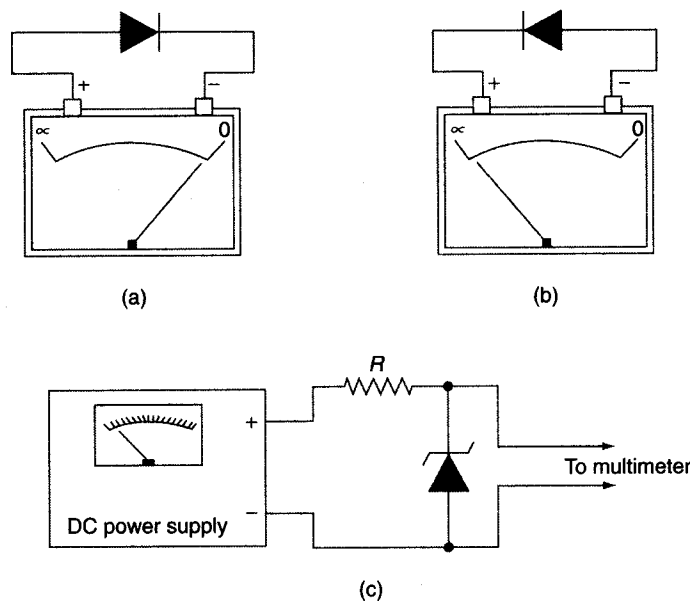 + −
∝ 0
(a)
+ −
∝ 0
(b)
R
+
To multimeter
DC power supply
−
(c)